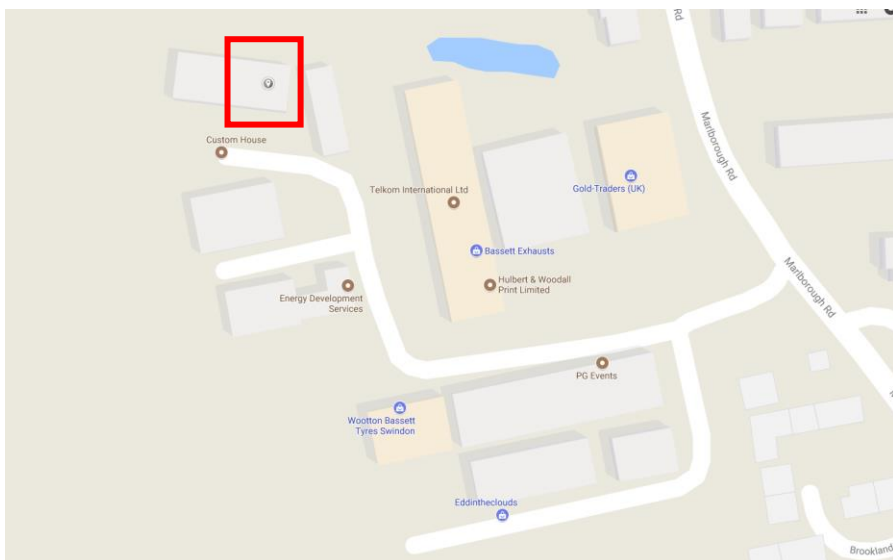 Rd
Marlborough Rd
Custom House
Telkom International Ltd
Gold-Traders (UK)
Bassett Exhausts
Hulbert & Woodall
Print Limited
Energy Development
Services
Marlborough Rd
PG Events
Wootton Bassett
Tyres Swindon
Eddintheclouds
Brookland